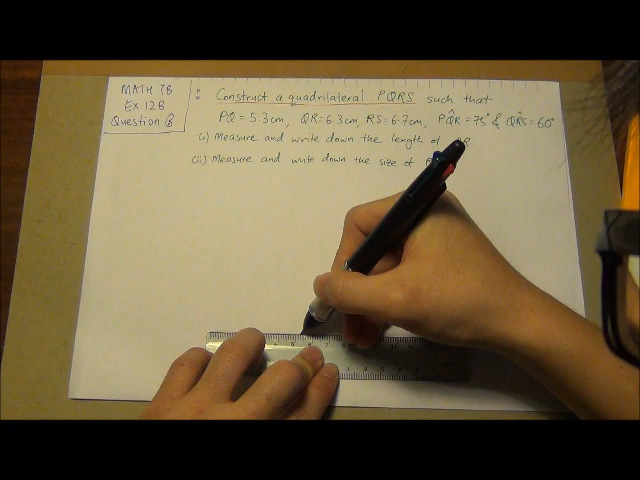 MATH 7B
Ex 12B
Question 8
: Construct a quadrilateral PQRS such that
PQ = 5.3cm, QR = 6.3cm, RS = 6.7cm, PQ̂R = 75° & QR̂S = 60°
(i) Measure and write down the length of
(ii) Measure and write down the size of